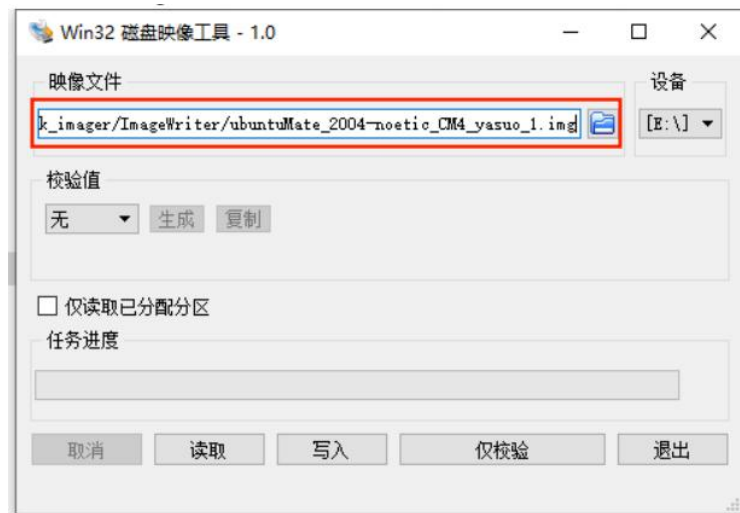 Win32 磁盘映像工具 - 1.0
映像文件
设备
k_imager/ImageWriter/ubuntuMate_2004-noetic_CM4_yasuo_1.img
[E:\]
校验值
无
生成
复制
仅读取已分配分区
任务进度
取消
读取
写入
仅校验
退出